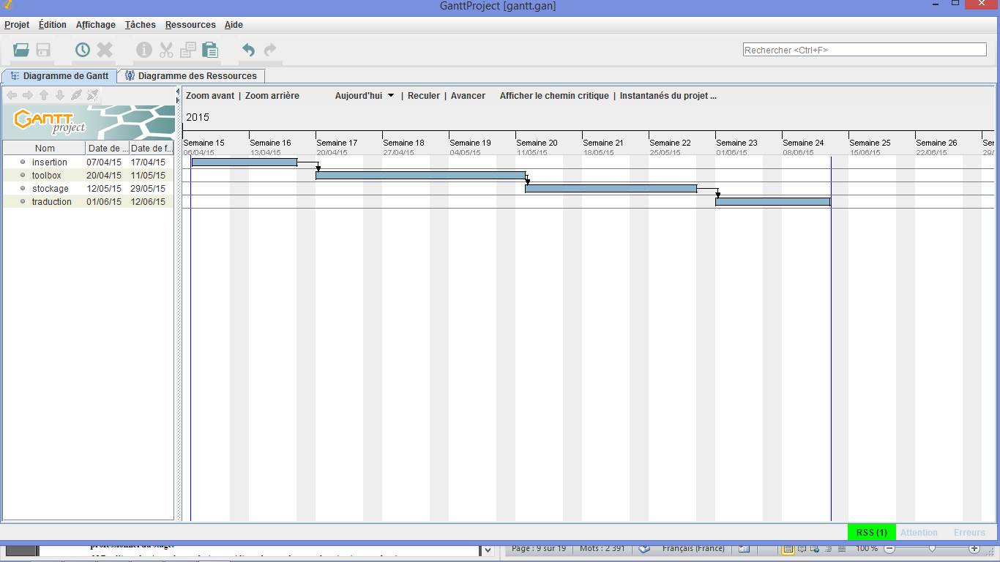 GanttProject [gantt.gan]
Projet Édition Affichage Tâches Ressources Aide
Rechercher <Ctrl+F>
Diagramme de Gantt Diagramme des Ressources
Zoom avant | Zoom arrière Aujourd'hui | Reculer | Avancer Afficher le chemin critique | Instantanés du projet ...
GANTT project
2015
Semaine 15 Semaine 16 Semaine 17 Semaine 18 Semaine 19 Semaine 20 Semaine 21 Semaine 22 Semaine 23 Semaine 24 Semaine 25 Semaine 26 Ser
06/04/15 13/04/15 20/04/15 27/04/15 04/05/15 11/05/15 18/05/15 25/05/15 01/06/15 08/06/15 15/06/15 22/06/15 29/
Nom Date de ... Date de f...
insertion 07/04/15 17/04/15
toolbox 20/04/15 11/05/15
stockage 12/05/15 29/05/15
traduction 01/06/15 12/06/15
RSS (1) Attention Erreurs
professionnel du stage.
Page : 9 sur 19 Mots : 2 391 Français (France) 100 %